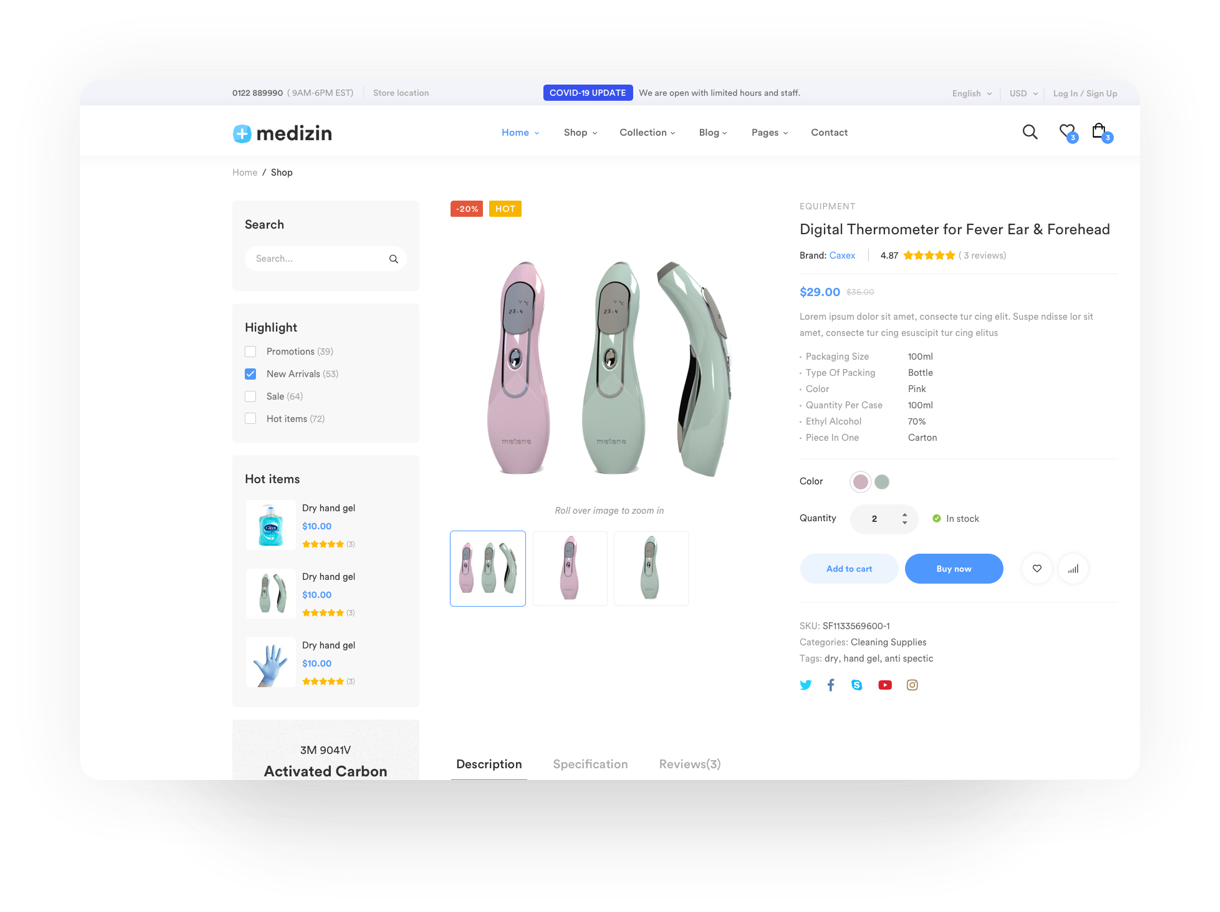 0122 889990 ( 9AM-6PM EST) Store location COVID-19 UPDATE We are open with limited hours and staff. English USD Log In / Sign Up
medizin Home Shop Collection Blog Pages Contact 3 3
Home / Shop
Search
Search...
Highlight
Promotions (39)
New Arrivals (53)
Sale (64)
Hot items (72)
Hot items
Dry hand gel
$10.00
(3)
Dry hand gel
$10.00
(3)
Dry hand gel
$10.00
(3)
3M 9041V
Activated Carbon
-20% HOT
Roll over image to zoom in
EQUIPMENT
Digital Thermometer for Fever Ear & Forehead
Brand: Caxex 4.87 ( 3 reviews)
$29.00
Lorem ipsum dolor sit amet, consecte tur cing elit. Suspe ndisse lor sit
amet, consecte tur cing esuscipit tur cing elitus
• Packaging Size 100ml
• Type Of Packing Bottle
• Color Pink
• Quantity Per Case 100ml
• Ethyl Alcohol 70%
• Piece In One Carton
Color
Quantity 2 In stock
Add to cart Buy now
SKU: SF1133569600-1
Categories: Cleaning Supplies
Tags: dry, hand gel, anti spectic
Description Specification Reviews(3)